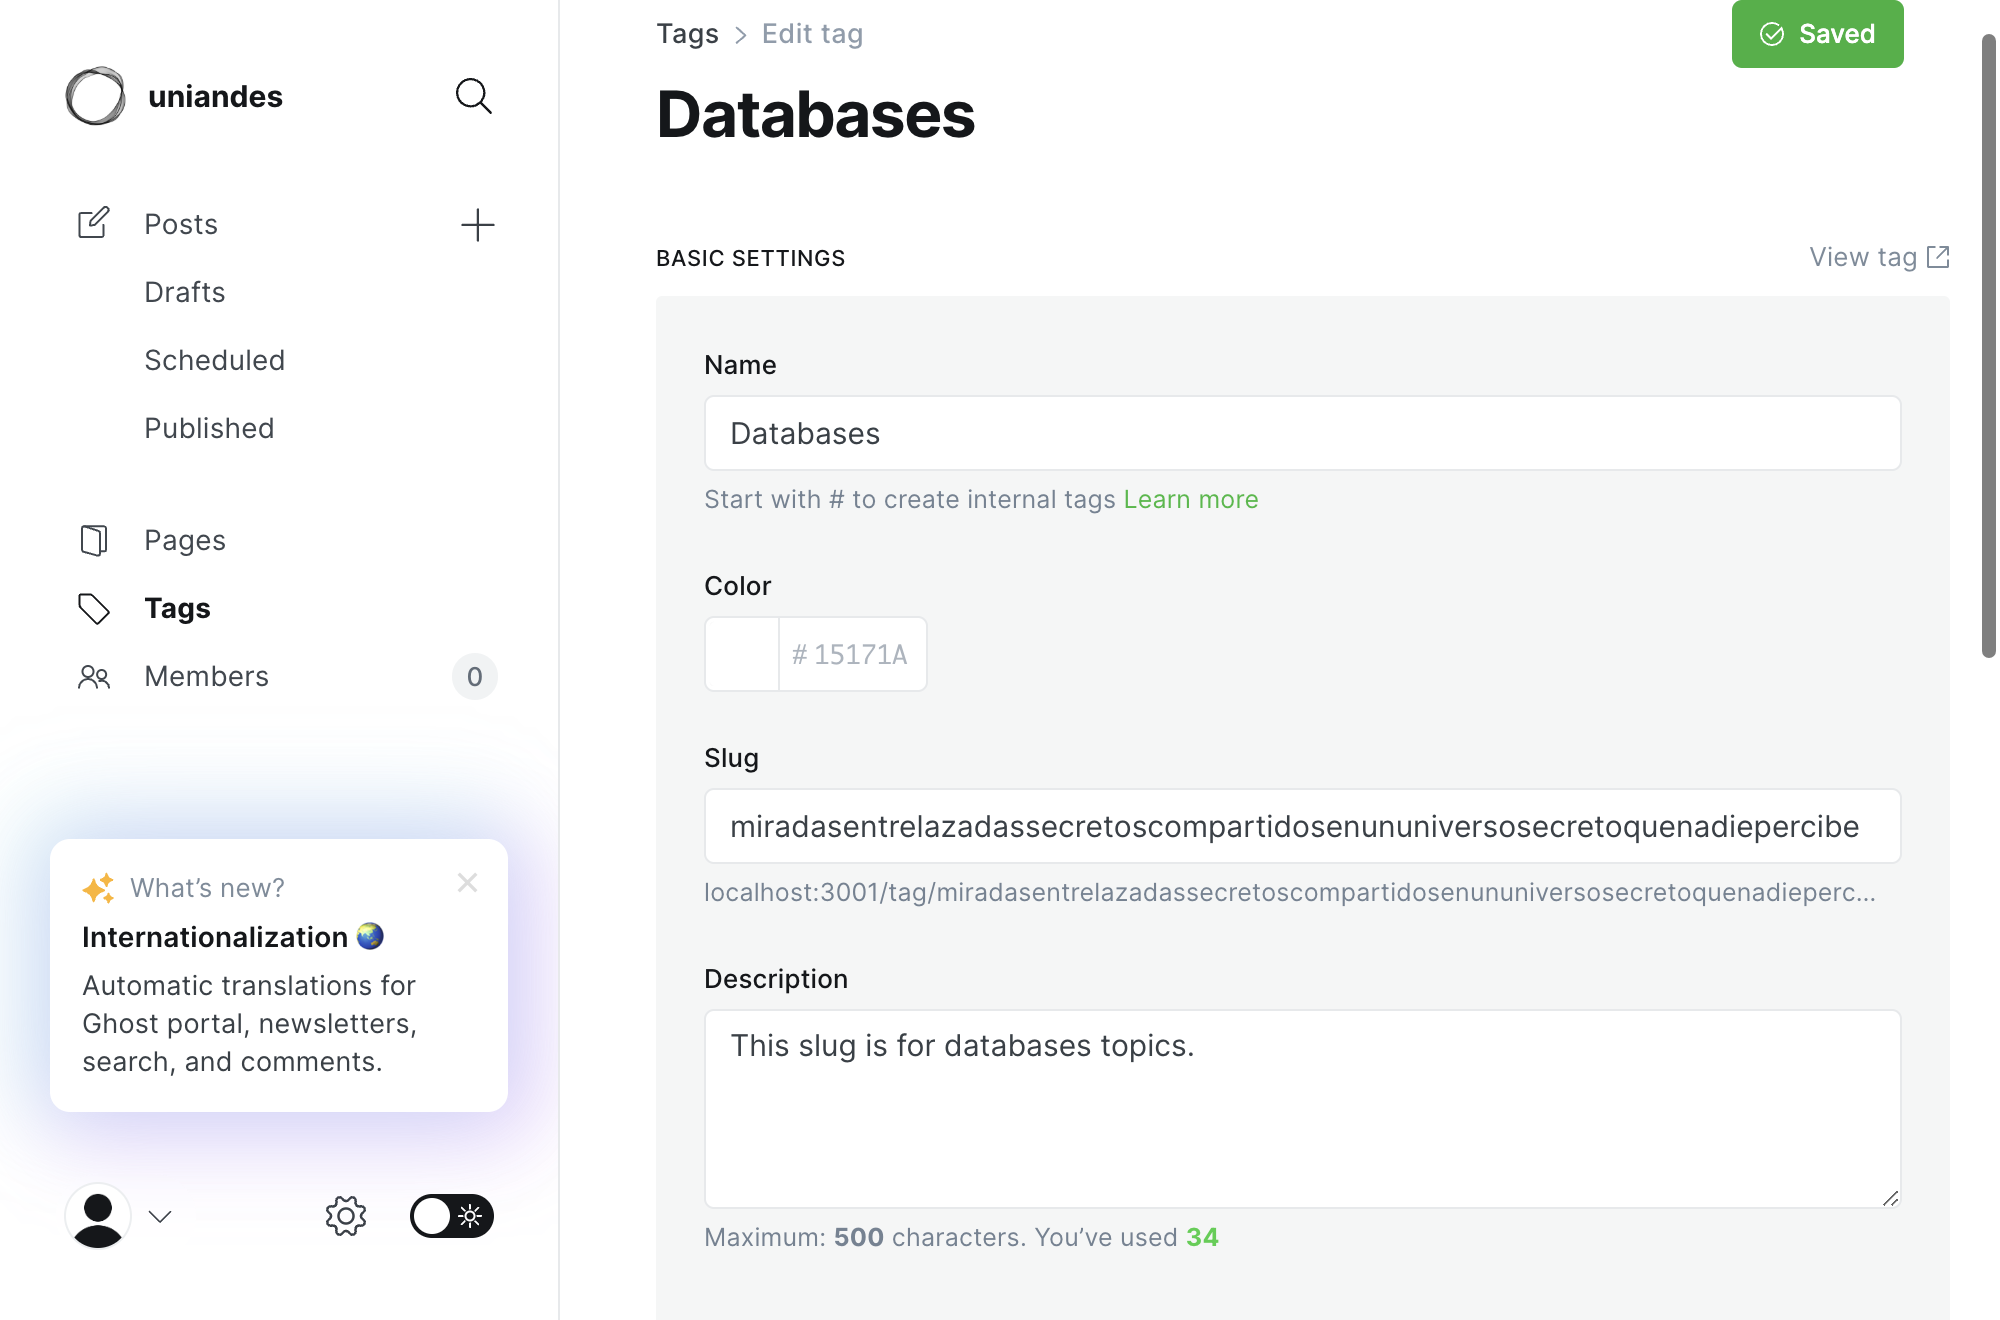 uniandes
Posts
Drafts
Scheduled
Published
Pages
Tags
Members
0
What’s new?
Internationalization
Automatic translations for
Ghost portal, newsletters,
search, and comments.
Tags > Edit tag
Saved
Databases
BASIC SETTINGS
View tag
Name
Databases
Start with # to create internal tags Learn more
Color
# 15171A
Slug
miradasentrelazadassecretoscompartidosenununiversosecretoquenadiepercibe
localhost:3001/tag/miradasentrelazadassecretoscompartidosenununiversosecretoquenadieperc...
Description
This slug is for databases topics.
Maximum: 500 characters. You’ve used 34